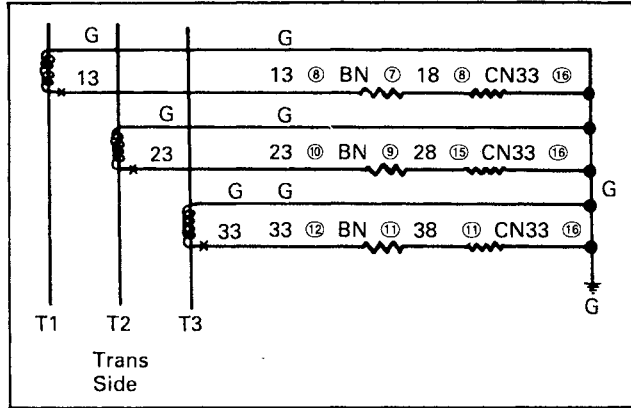 G G
13 13 ⑧ BN ⑦ 18 ⑧ CN33 ⑯
G G
23 23 ⑩ BN ⑨ 28 ⑮ CN33 ⑯
G G G
33 33 ⑫ BN ⑪ 38 ⑪ CN33 ⑯
G
T1 T2 T3
Trans
Side